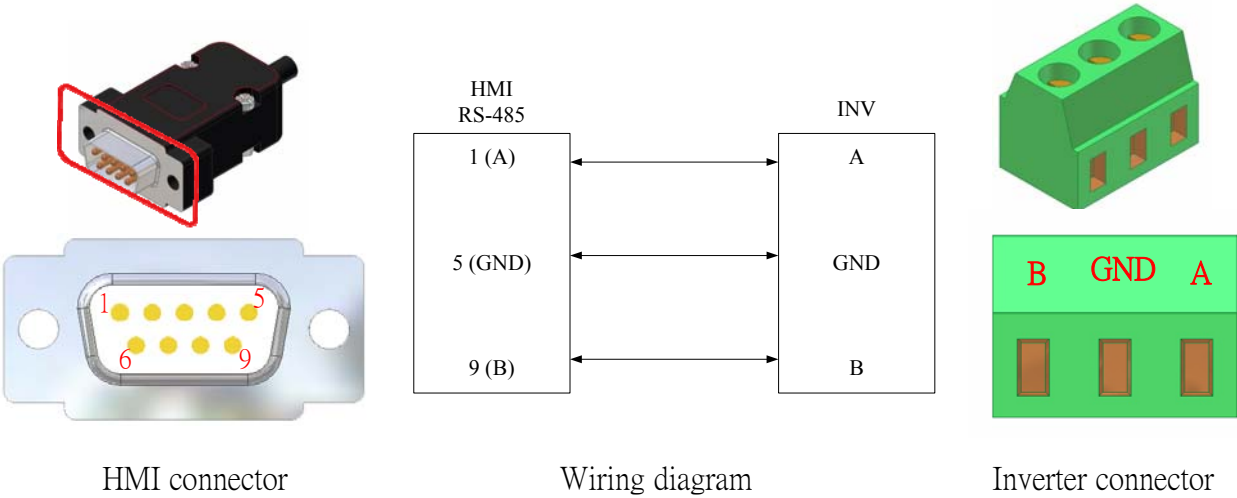 HMI
RS-485
INV
1 (A)
A
5 (GND)
GND
9 (B)
B
1
5
6
9
B GND A
HMI connector
Wiring diagram
Inverter connector